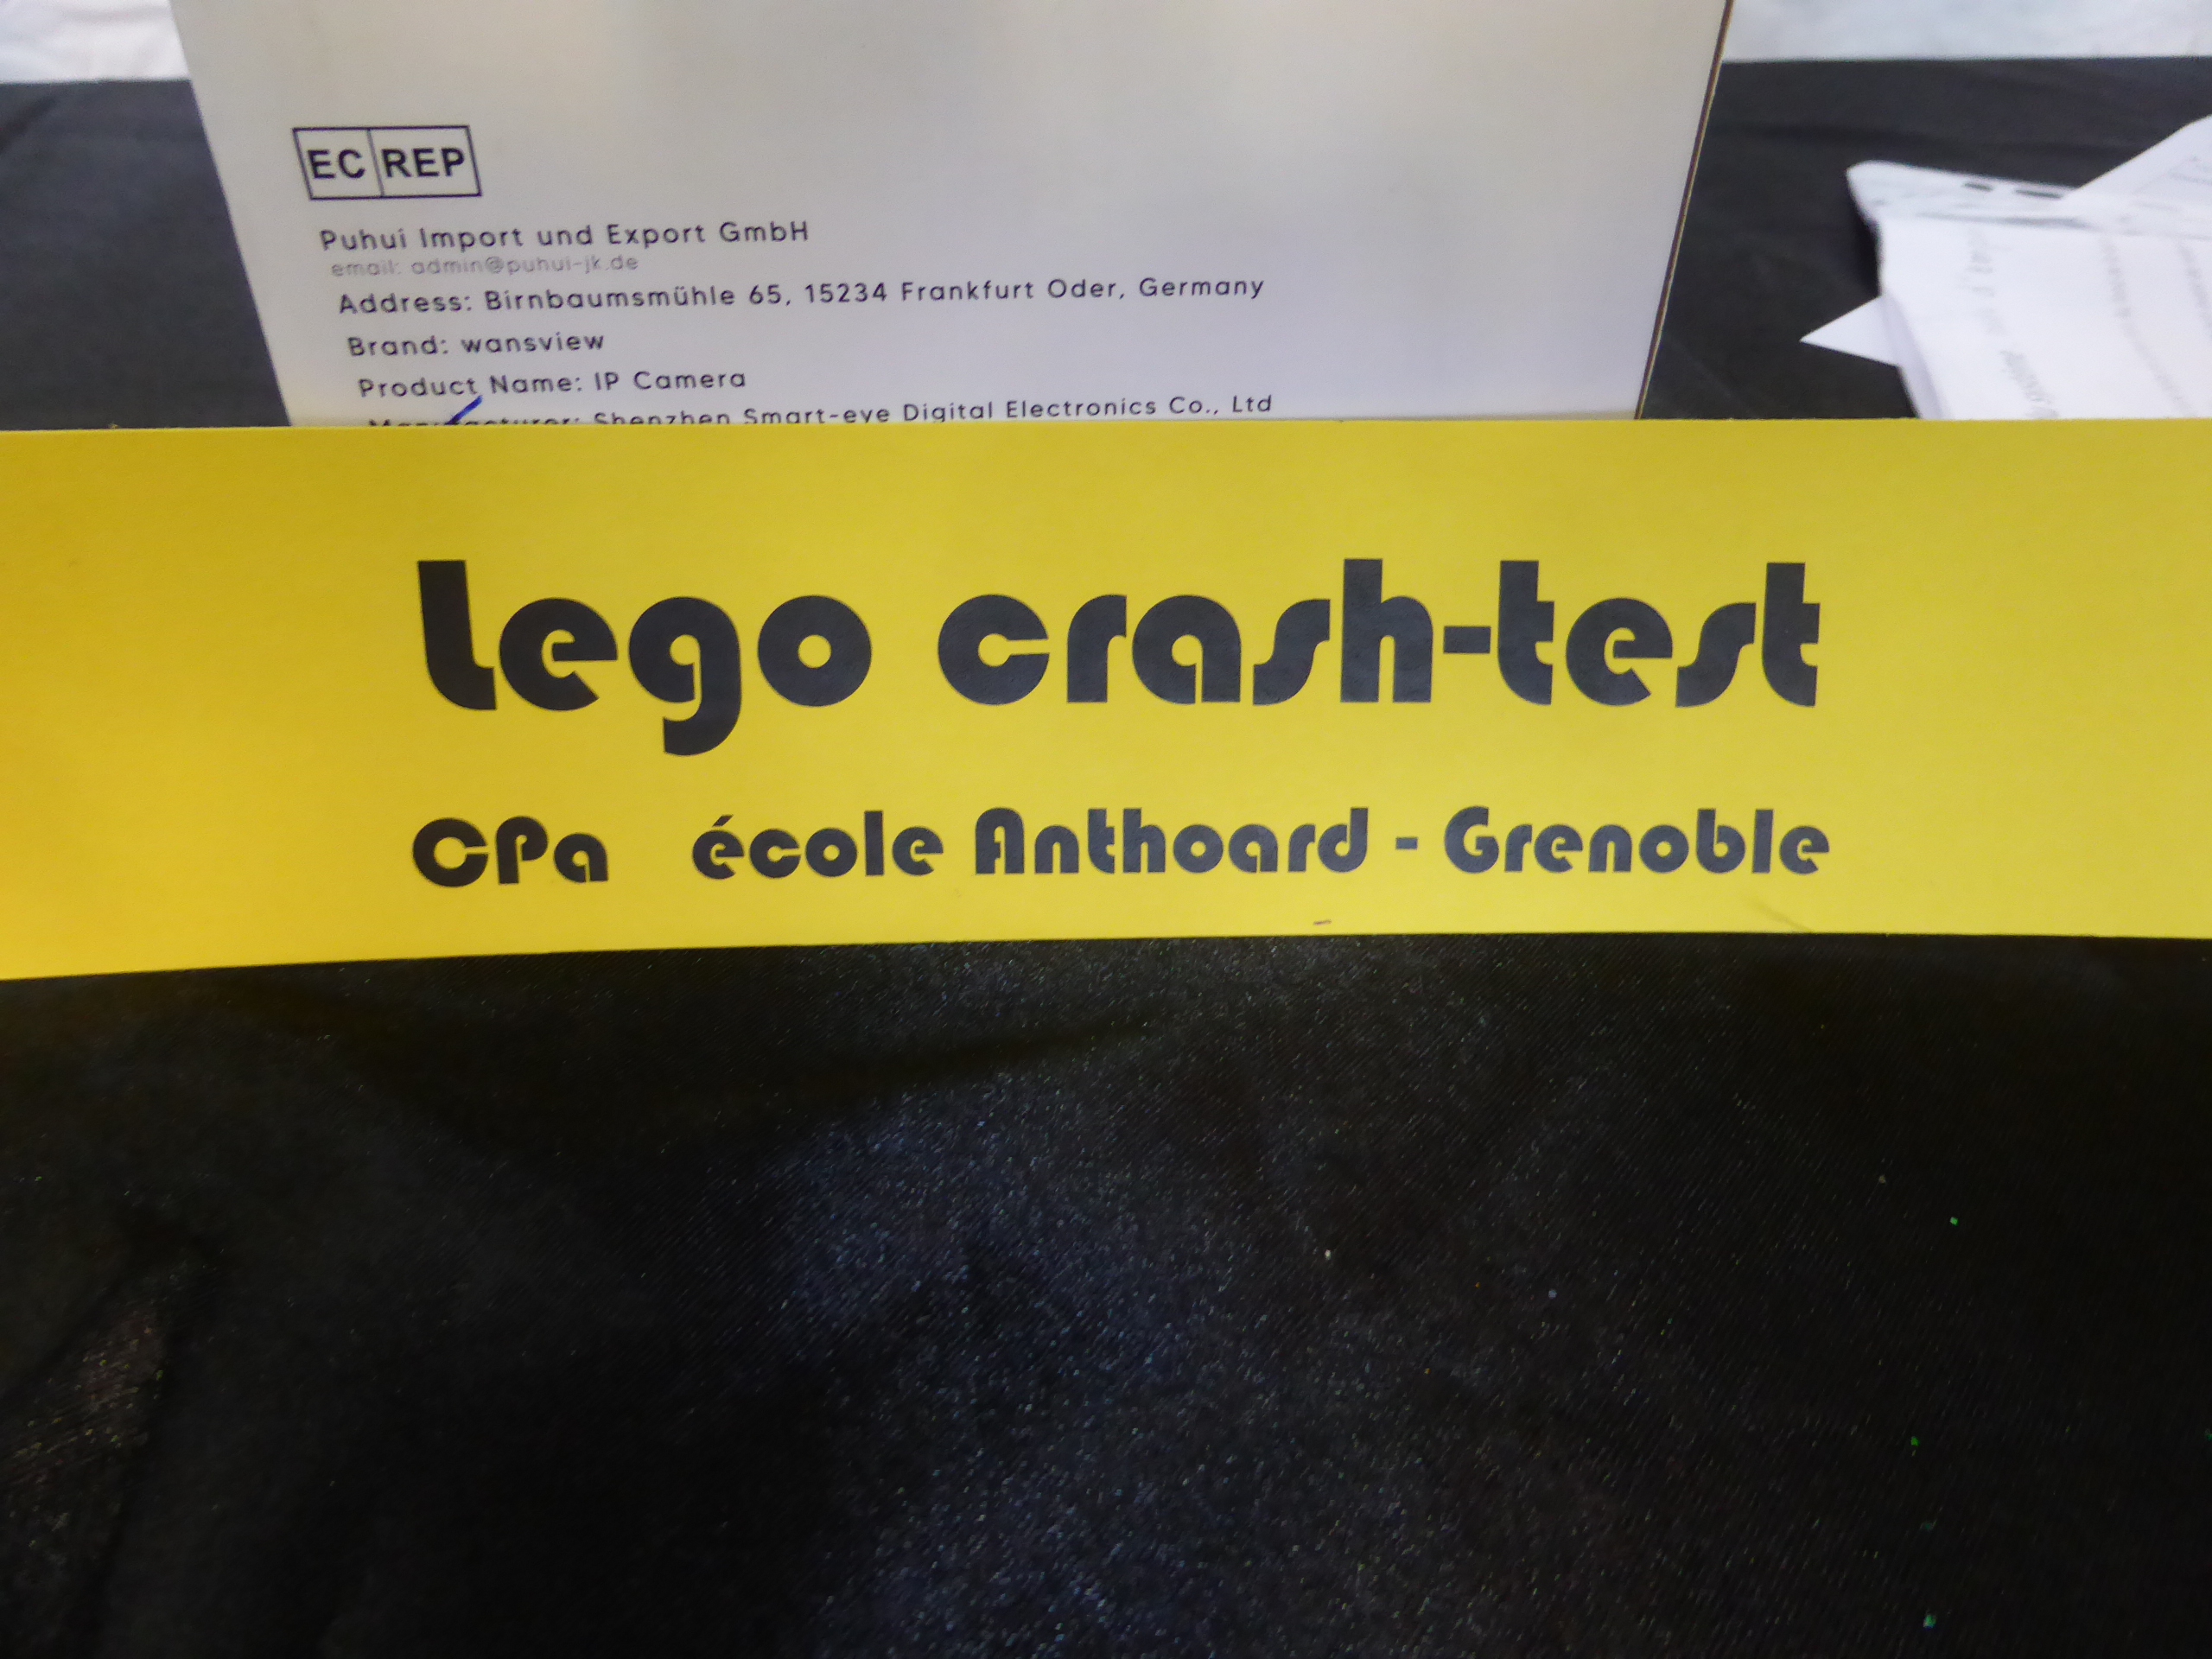 EC REP
Puhui Import und Export GmbH
email: admin@puhui-jk.de
Address: Birnbaumsmühle 65, 15234 Frankfurt Oder, Germany
Brand: wansview
Product Name: IP Camera
Manufacturer: Shenzhen Smart-eye Digital Electronics Co., Ltd
Lego crash-test
CPa école Anthoard - Grenoble